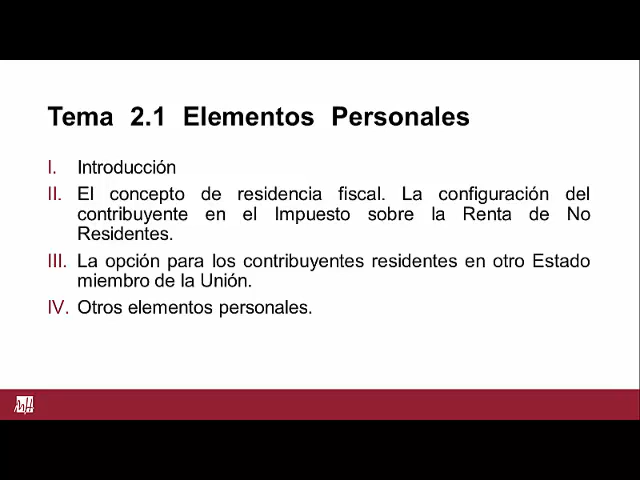 Tema 2.1 Elementos Personales
I. Introducción
II. El concepto de residencia fiscal. La configuración del
contribuyente en el Impuesto sobre la Renta de No
Residentes.
III. La opción para los contribuyentes residentes en otro Estado
miembro de la Unión.
IV. Otros elementos personales.